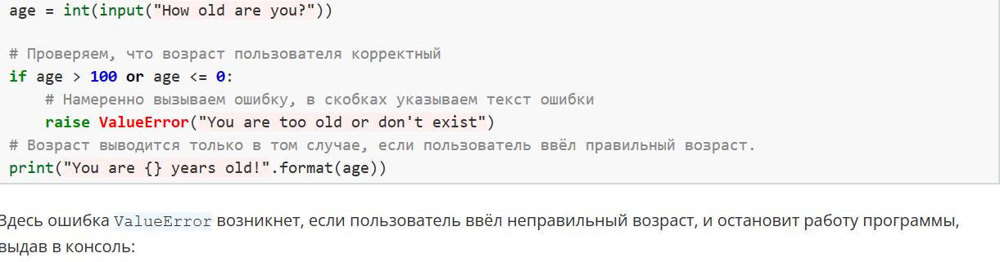 age = int(input("How old are you?"))
# Проверяем, что возраст пользователя корректный
if age > 100 or age <= 0:
    # Намеренно вызываем ошибку, в скобках указываем текст ошибки
    raise ValueError("You are too old or don't exist")
# Возраст выводится только в том случае, если пользователь ввёл правильный возраст.
print("You are {} years old!".format(age))
Здесь ошибка ValueError возникнет, если пользователь ввёл неправильный возраст, и остановит работу программы,
выдав в консоль: